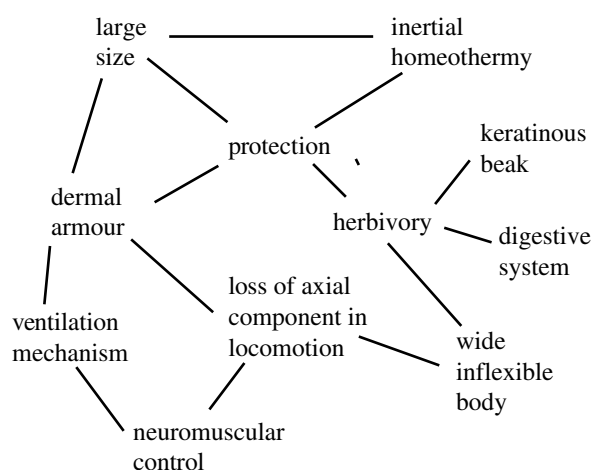 large
size
inertial
homeothermy
protection
keratinous
beak
dermal
armour
herbivory
digestive
system
loss of axial
component in
locomotion
ventilation
mechanism
wide
inflexible
body
neuromuscular
control